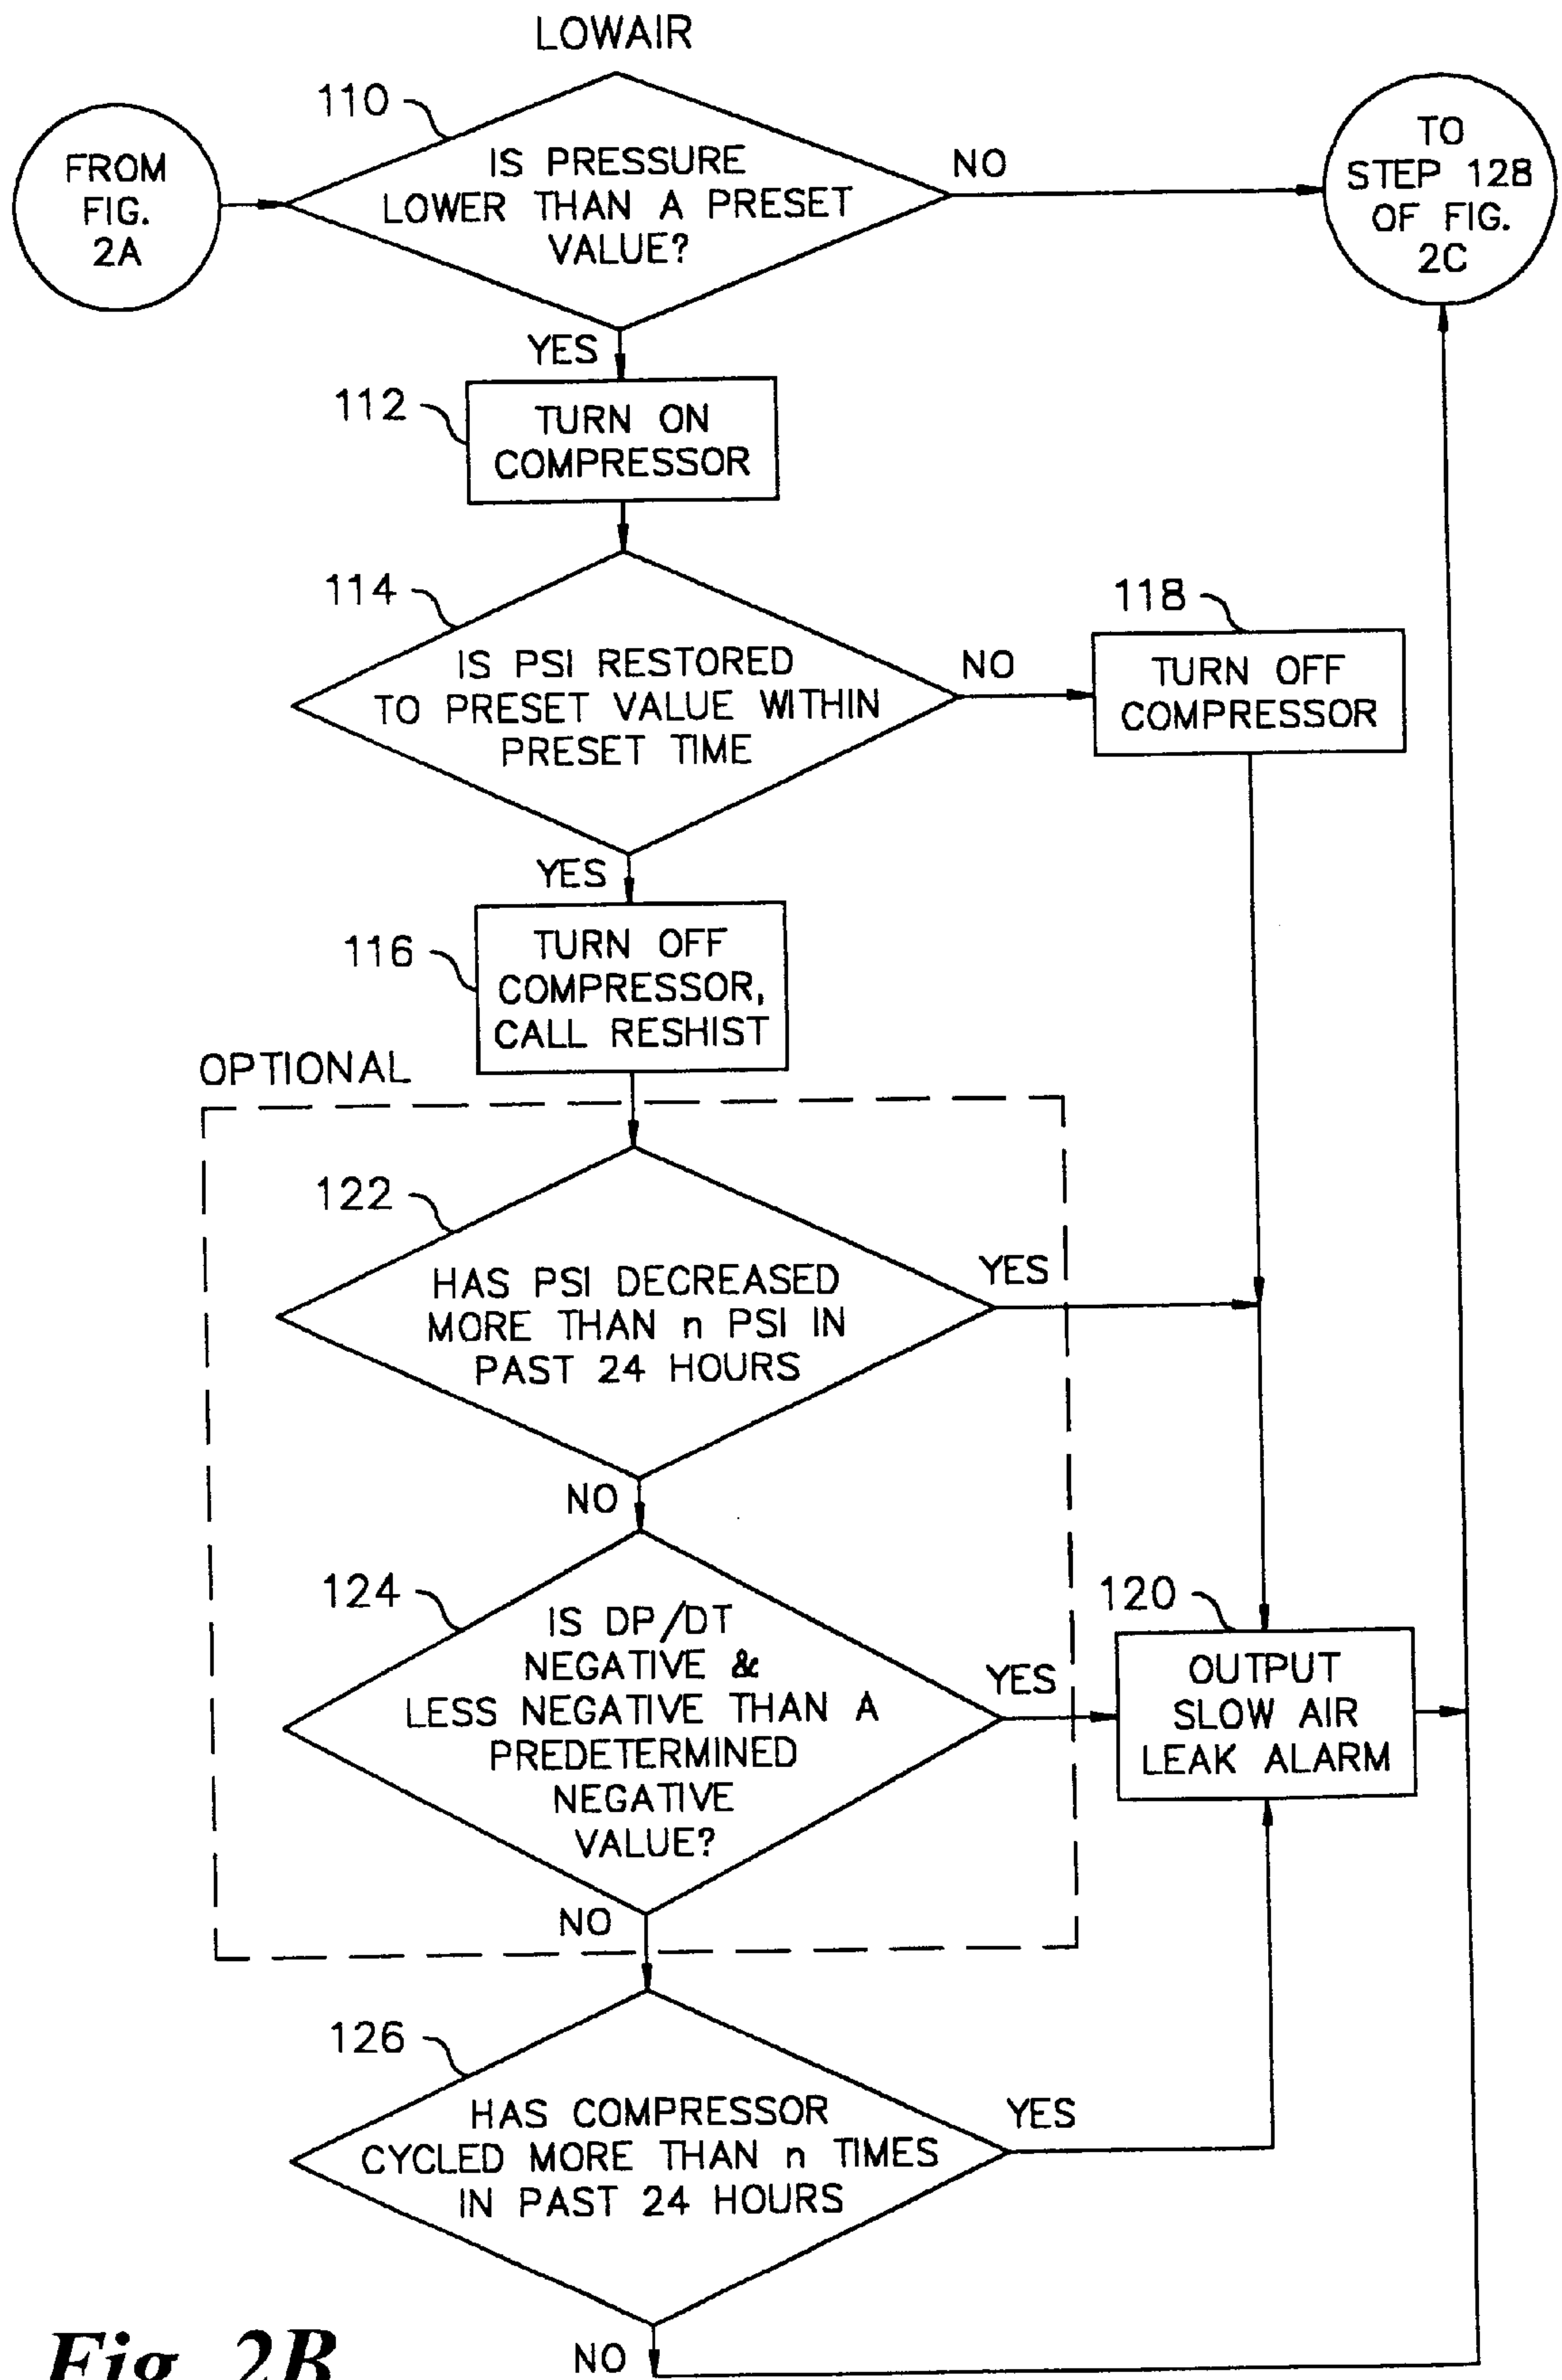 LOWAIR
110
FROM
FIG.
2A
IS PRESSURE
LOWER THAN A PRESET
VALUE?
NO
TO
STEP 128
OF FIG.
2C
YES
112
TURN ON
COMPRESSOR
114
IS PSI RESTORED
TO PRESET VALUE WITHIN
PRESET TIME
NO
118
TURN OFF
COMPRESSOR
YES
116
TURN OFF
COMPRESSOR,
CALL RESHIST
OPTIONAL
122
HAS PSI DECREASED
MORE THAN n PSI IN
PAST 24 HOURS
YES
NO
124
IS DP/DT
NEGATIVE &
LESS NEGATIVE THAN A
PREDETERMINED
NEGATIVE
VALUE?
YES
120
OUTPUT
SLOW AIR
LEAK ALARM
NO
126
HAS COMPRESSOR
CYCLED MORE THAN n TIMES
IN PAST 24 HOURS
YES
NO
Fig. 2B